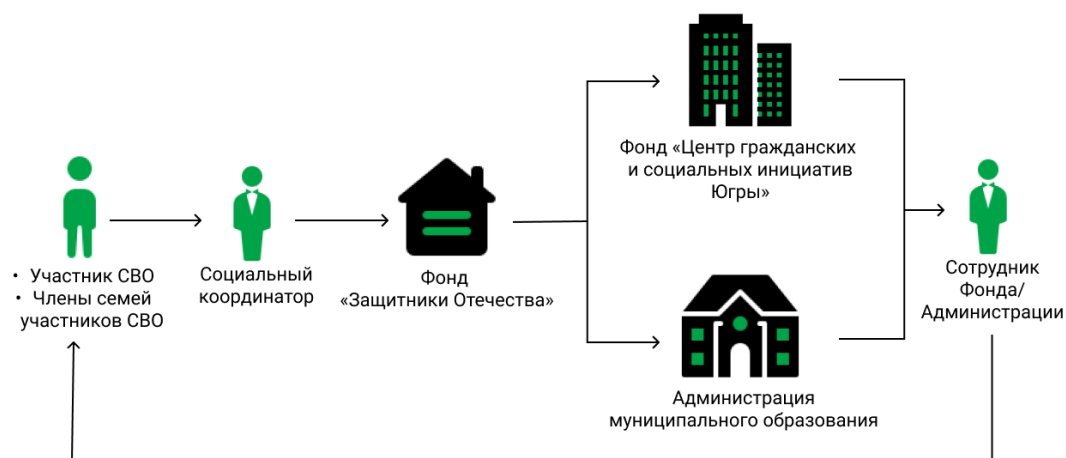 • Участник СВО
• Члены семей
участников СВО
Социальный
координатор
Фонд
«Защитники Отечества»
Фонд «Центр гражданских
и социальных инициатив
Югры»
Администрация
муниципального образования
Сотрудник
Фонда/
Администрации